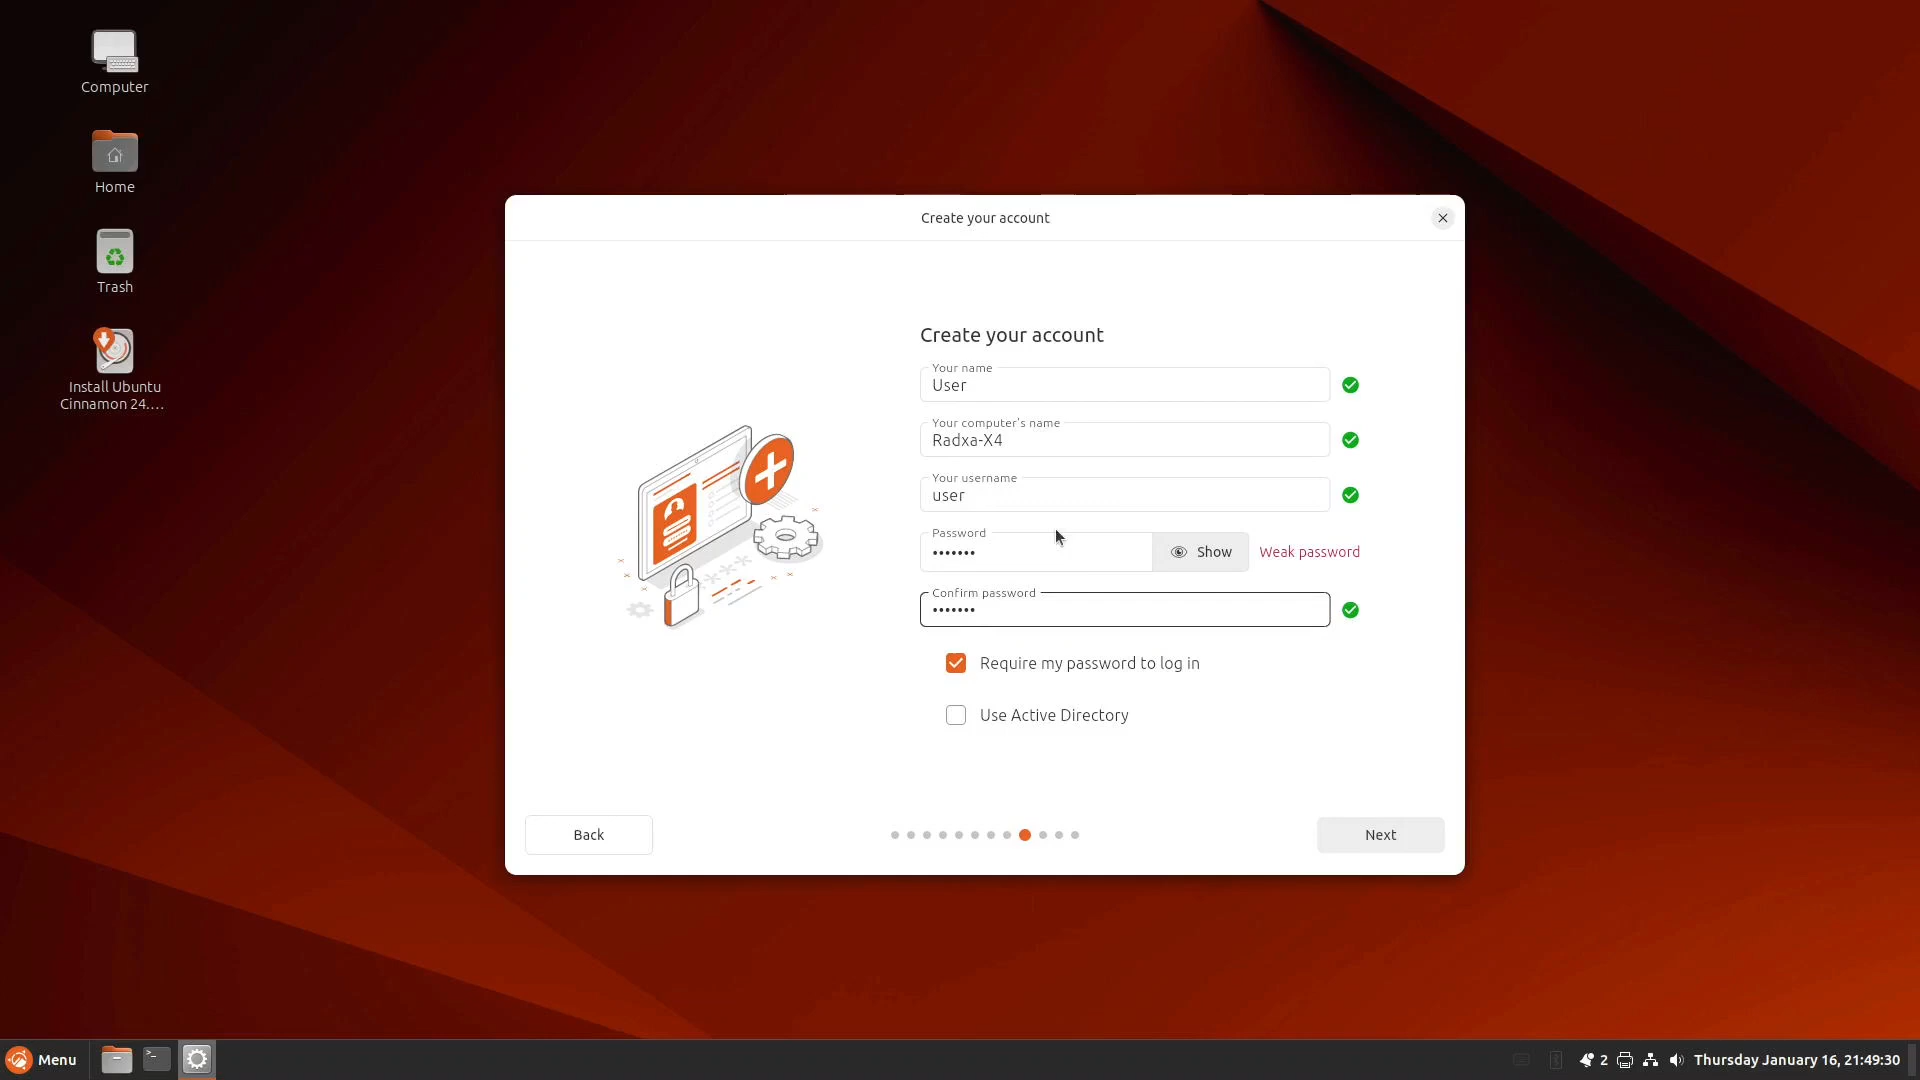 Computer
Home
Trash
Install Ubuntu
Cinnamon 24....
Create your account
Create your account
Your name
User
Your computer's name
Radxa-X4
Your username
user
Password
•••••••
Show
Weak password
Confirm password
•••••••
Require my password to log in
Use Active Directory
Back
Next
Menu
2
Thursday January 16, 21:49:30